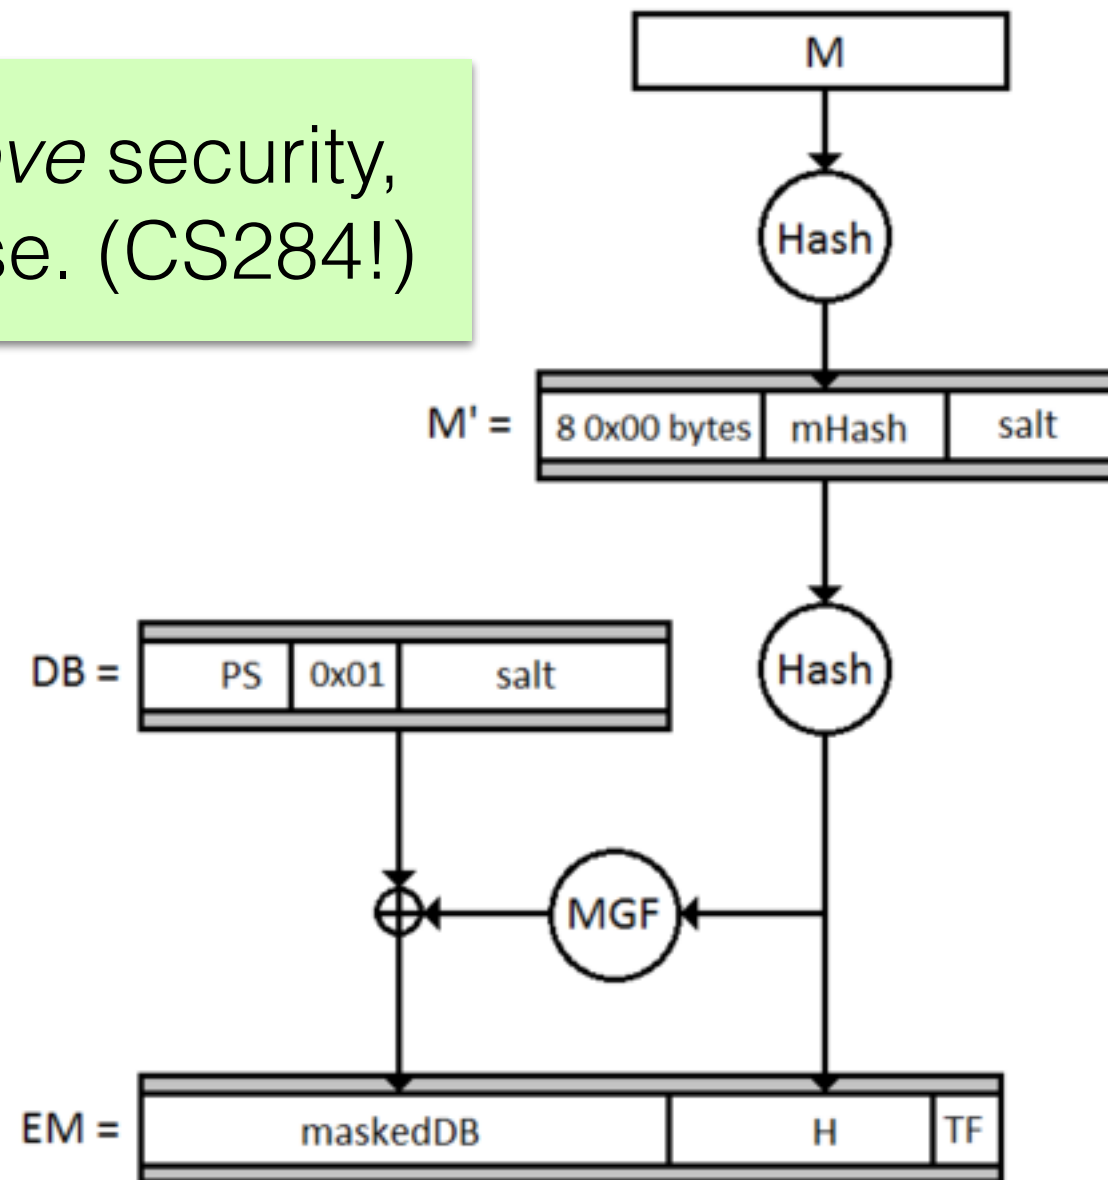 M
ve security,
se. (CS284!)
Hash
M' = 8 0x00 bytes mHash salt
DB = PS 0x01 salt
Hash
MGF
EM = maskedDB H TF